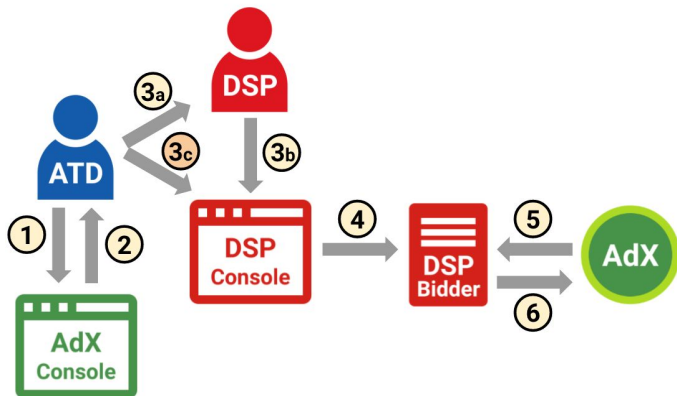 DSP
3a
ATD
3c
3b
1
2
DSP
Console
4
DSP
Bidder
5
AdX
6
AdX
Console